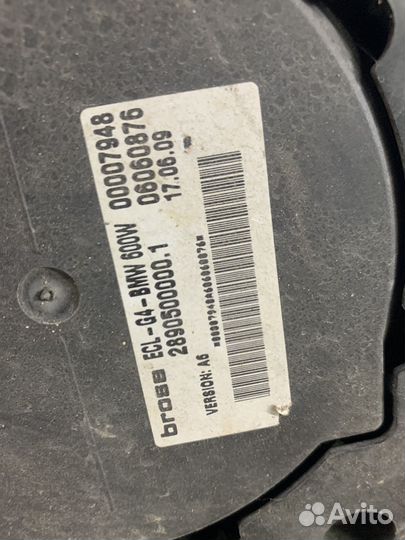 brose ECL-G4-BMW 600W 00007948
2890500000.1 06060876
17.06.09
VERSION: A6
Avito